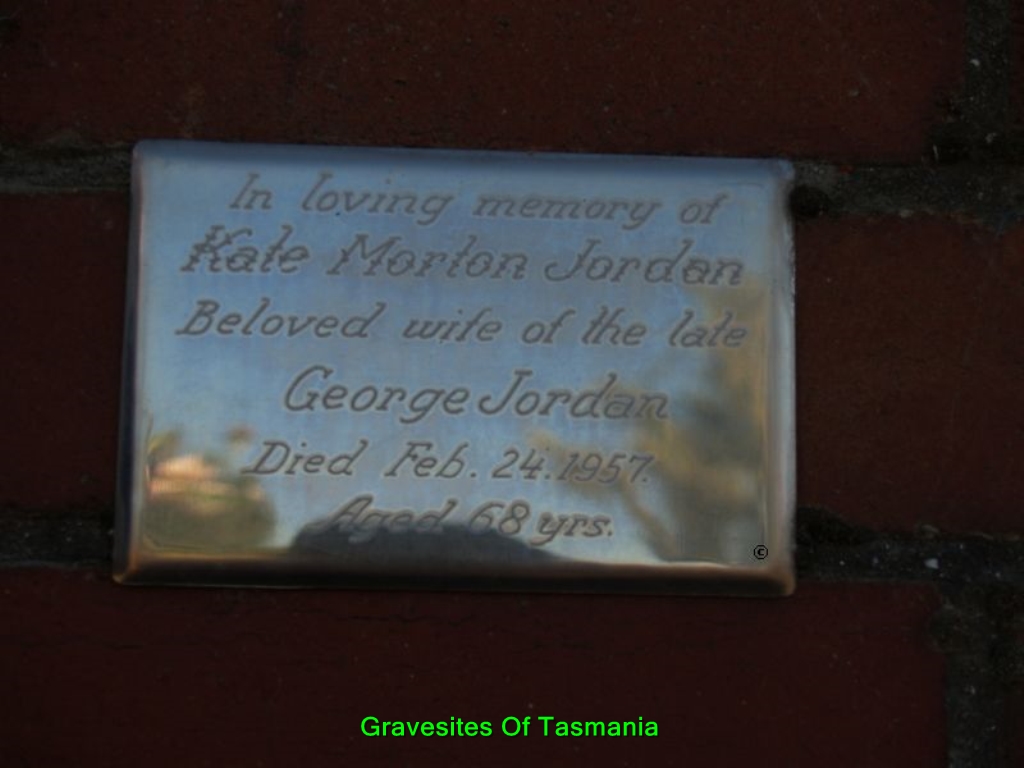 In loving memory of
Kate Morton Jordan
Beloved wife of the late
George Jordan
Died Feb. 24. 1957.
Aged 68 yrs.
©
Gravesites Of Tasmania